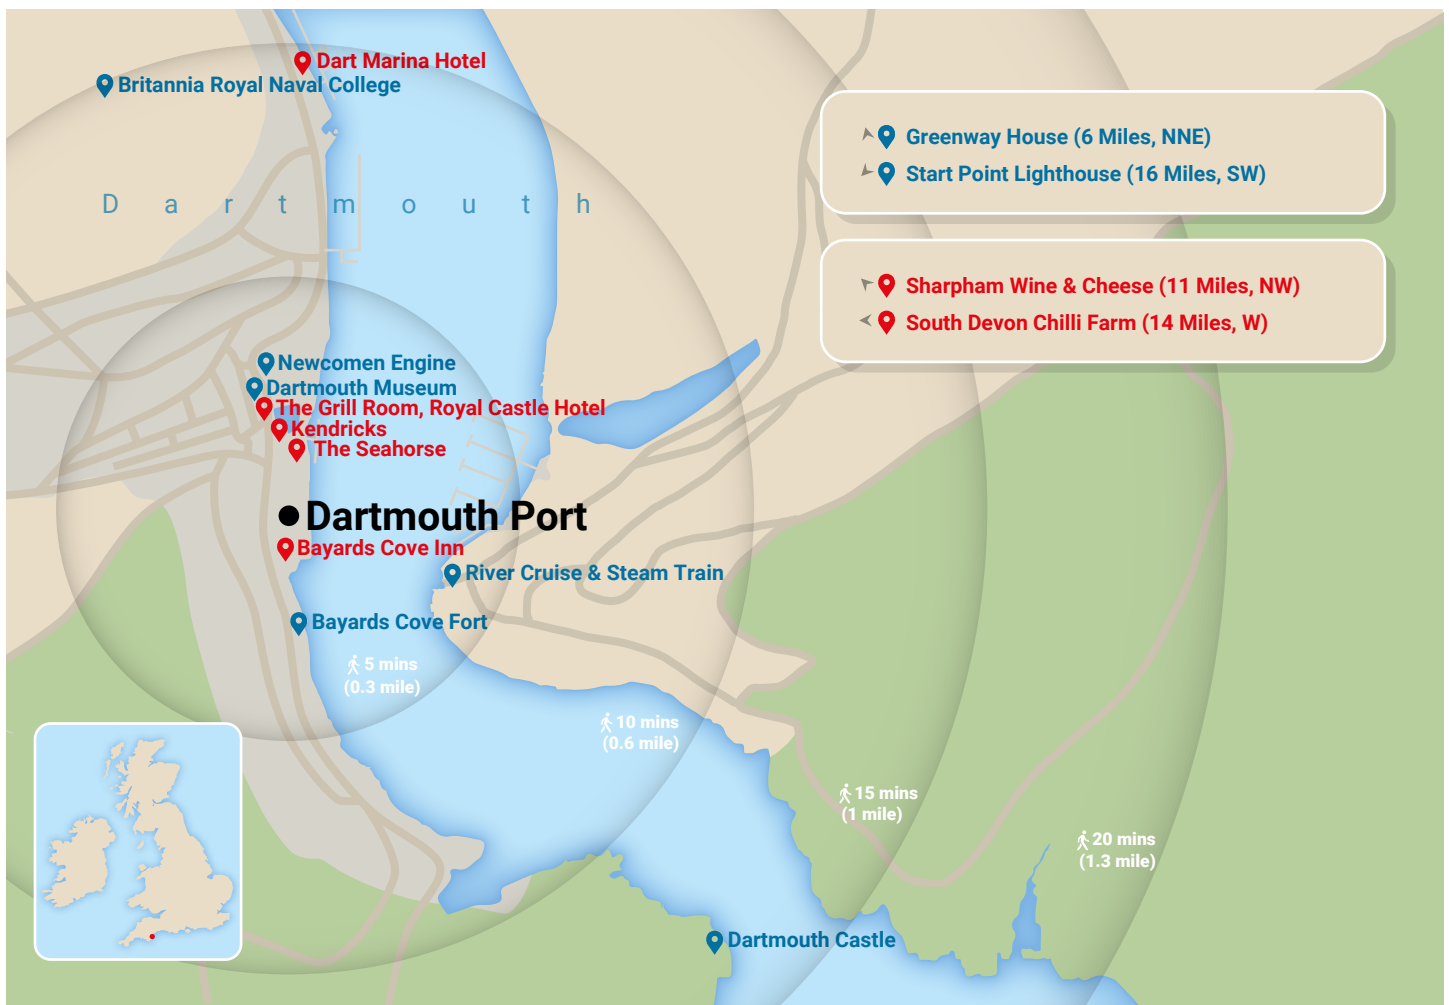 Dart Marina Hotel
Britannia Royal Naval College
Greenway House (6 Miles, NNE)
Start Point Lighthouse (16 Miles, SW)
Dartmouth
Sharpham Wine & Cheese (11 Miles, NW)
South Devon Chilli Farm (14 Miles, W)
Newcomen Engine
Dartmouth Museum
The Grill Room, Royal Castle Hotel
Kendricks
The Seahorse
Dartmouth Port
Bayards Cove Inn
River Cruise & Steam Train
Bayards Cove Fort
5 mins
(0.3 mile)
10 mins
(0.6 mile)
15 mins
(1 mile)
20 mins
(1.3 mile)
Dartmouth Castle